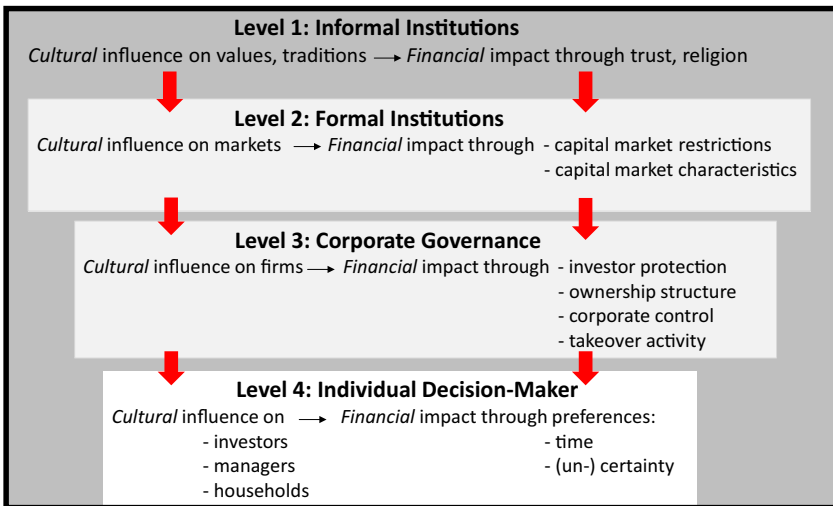 Level 1: Informal Institutions
Cultural influence on values, traditions → Financial impact through trust, religion
Level 2: Formal Institutions
Cultural influence on markets → Financial impact through - capital market restrictions
- capital market characteristics
Level 3: Corporate Governance
Cultural influence on firms → Financial impact through - investor protection
- ownership structure
- corporate control
- takeover activity
Level 4: Individual Decision-Maker
Cultural influence on → Financial impact through preferences:
- investors - time
- managers - (un-) certainty
- households